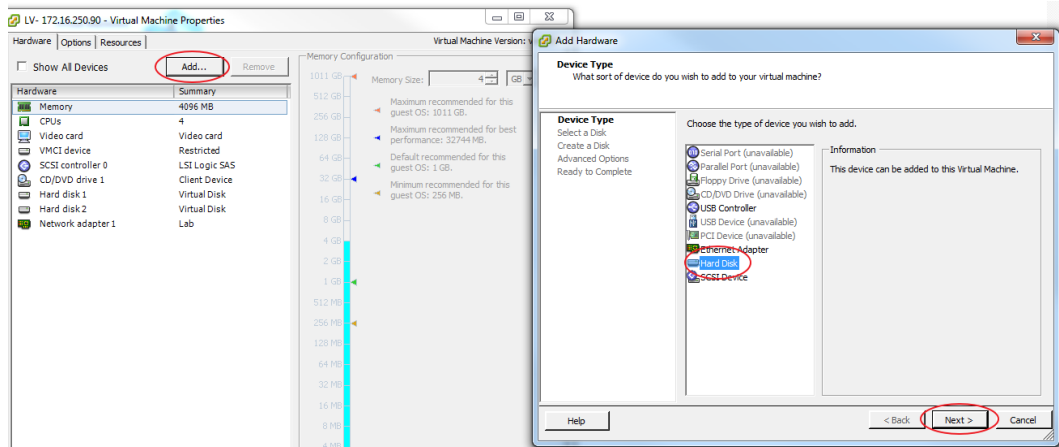 LV- 172.16.250.90 - Virtual Machine Properties
Hardware Options Resources
Virtual Machine Version: v
Show All Devices
Add... Remove
Hardware Summary
Memory 4096 MB
CPUs 4
Video card Video card
VMCI device Restricted
SCSI controller 0 LSI Logic SAS
CD/DVD drive 1 Client Device
Hard disk 1 Virtual Disk
Hard disk 2 Virtual Disk
Network adapter 1 Lab
Memory Configuration
Memory Size: 4 GB
1011 GB
512 GB
256 GB
128 GB
64 GB
32 GB
16 GB
8 GB
4 GB
2 GB
1 GB
512 MB
256 MB
128 MB
64 MB
32 MB
16 MB
8 MB
4 MB
Maximum recommended for this
guest OS: 1011 GB.
Maximum recommended for best
performance: 32744 MB.
Default recommended for this
guest OS: 1 GB.
Minimum recommended for this
guest OS: 256 MB.
Add Hardware
Device Type
What sort of device do you wish to add to your virtual machine?
Device Type
Select a Disk
Create a Disk
Advanced Options
Ready to Complete
Choose the type of device you wish to add.
Serial Port (unavailable)
Parallel Port (unavailable)
Floppy Drive (unavailable)
CD/DVD Drive (unavailable)
USB Controller
USB Device (unavailable)
PCI Device (unavailable)
Ethernet Adapter
Hard Disk
SCSI Device
Information
This device can be added to this Virtual Machine.
Help
< Back Next > Cancel